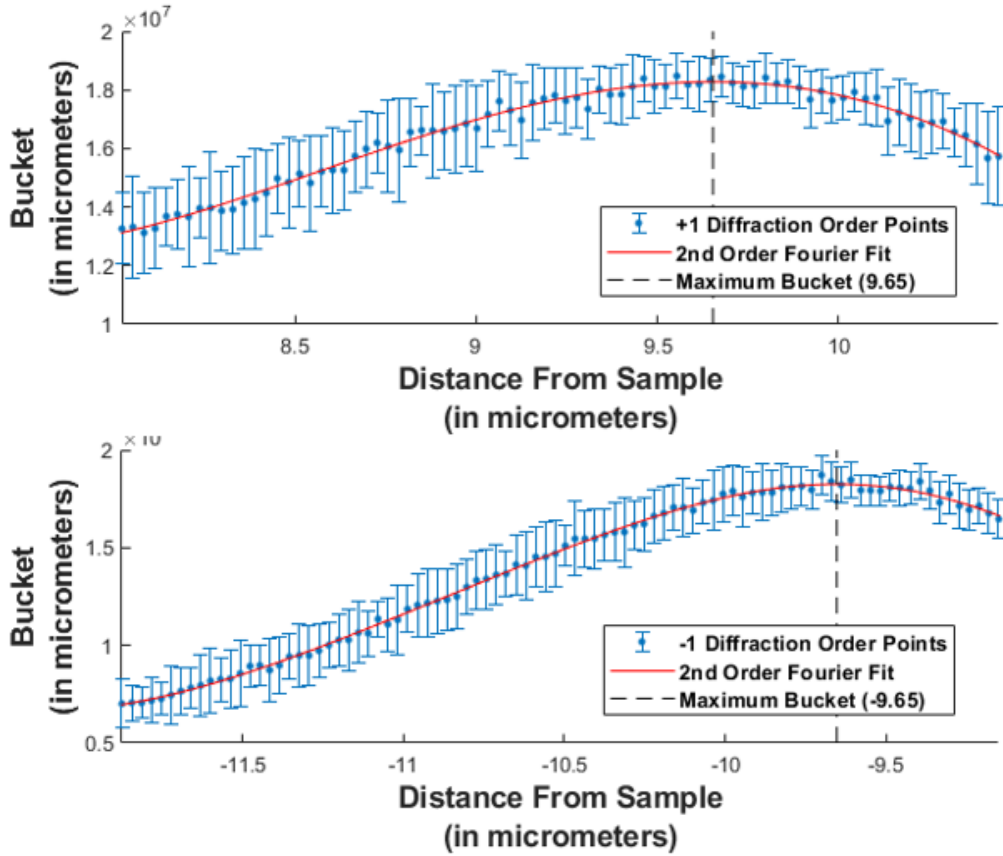 ×10⁷
2
1.8
1.6
1.4
1.2
1
Bucket
(in micrometers)
+1 Diffraction Order Points
2nd Order Fourier Fit
Maximum Bucket (9.65)
8.5 9 9.5 10
Distance From Sample
(in micrometers)
2
1.5
1
0.5
Bucket
(in micrometers)
-1 Diffraction Order Points
2nd Order Fourier Fit
Maximum Bucket (-9.65)
-11.5 -11 -10.5 -10 -9.5
Distance From Sample
(in micrometers)